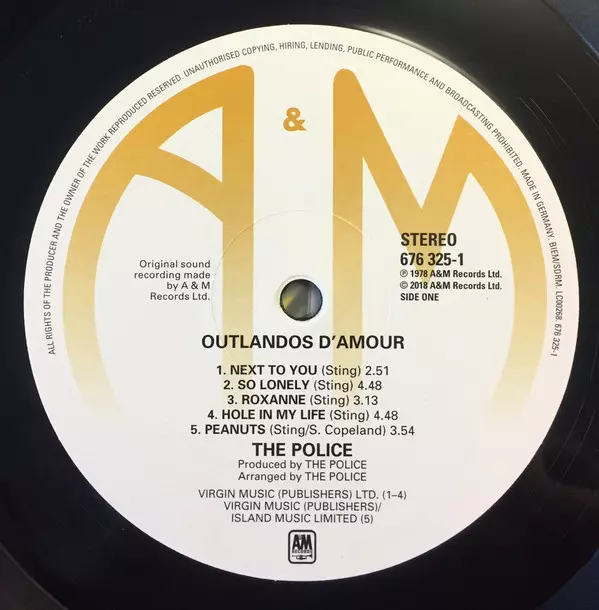 ALL RIGHTS OF THE PRODUCER AND THE OWNER OF THE WORK REPRODUCED RESERVED. UNAUTHORISED COPYING, HIRING, LENDING, PUBLIC PERFORMANCE AND BROADCASTING PROHIBITED. MADE IN GERMANY. BIEM/SDRM. LC00268. 676 325-1
A & M
STEREO
676 325-1
℗ 1978 A&M Records Ltd.
© 2018 A&M Records Ltd.
SIDE ONE
Original sound
recording made
by A & M
Records Ltd.
OUTLANDOS D'AMOUR
1. NEXT TO YOU (Sting) 2.51
2. SO LONELY (Sting) 4.48
3. ROXANNE (Sting) 3.13
4. HOLE IN MY LIFE (Sting) 4.48
5. PEANUTS (Sting/S. Copeland) 3.54
THE POLICE
Produced by THE POLICE
Arranged by THE POLICE
VIRGIN MUSIC (PUBLISHERS) LTD. (1–4)
VIRGIN MUSIC (PUBLISHERS)/
ISLAND MUSIC LIMITED (5)
A&M
RECORDS